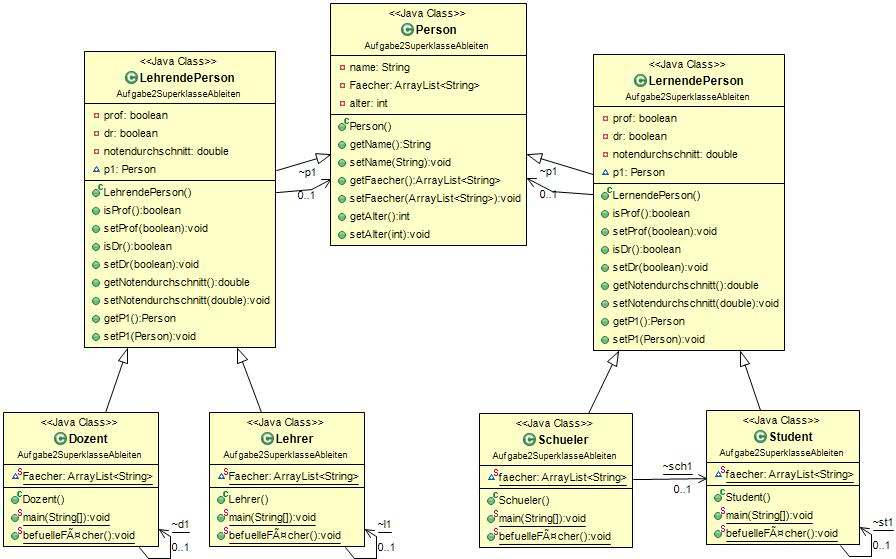 <<Java Class>>
Person
Aufgabe2SuperklasseAbleiten
name: String
Faecher: ArrayList<String>
alter: int
Person()
getName():String
setName(String):void
getFaecher():ArrayList<String>
setFaecher(ArrayList<String>):void
getAlter():int
setAlter(int):void
<<Java Class>>
LehrendePerson
Aufgabe2SuperklasseAbleiten
prof: boolean
dr: boolean
notendurchschnitt: double
p1: Person
LehrendePerson()
isProf():boolean
setProf(boolean):void
isDr():boolean
setDr(boolean):void
getNotendurchschnitt():double
setNotendurchschnitt(double):void
getP1():Person
setP1(Person):void
~p1
0..1
<<Java Class>>
LernendePerson
Aufgabe2SuperklasseAbleiten
prof: boolean
dr: boolean
notendurchschnitt: double
p1: Person
LernendePerson()
isProf():boolean
setProf(boolean):void
isDr():boolean
setDr(boolean):void
getNotendurchschnitt():double
setNotendurchschnitt(double):void
getP1():Person
setP1(Person):void
~p1
0..1
<<Java Class>>
Dozent
Aufgabe2SuperklasseAbleiten
Faecher: ArrayList<String>
Dozent()
main(String[]):void
befuelleFÃ¤cher():void
~d1
0..1
<<Java Class>>
Lehrer
Aufgabe2SuperklasseAbleiten
Faecher: ArrayList<String>
Lehrer()
main(String[]):void
befuelleFÃ¤cher():void
~l1
0..1
<<Java Class>>
Schueler
Aufgabe2SuperklasseAbleiten
faecher: ArrayList<String>
Schueler()
main(String[]):void
befuelleFÃ¤cher():void
~sch1
0..1
<<Java Class>>
Student
Aufgabe2SuperklasseAbleiten
faecher: ArrayList<String>
Student()
main(String[]):void
befuelleFÃ¤cher():void
~st1
0..1